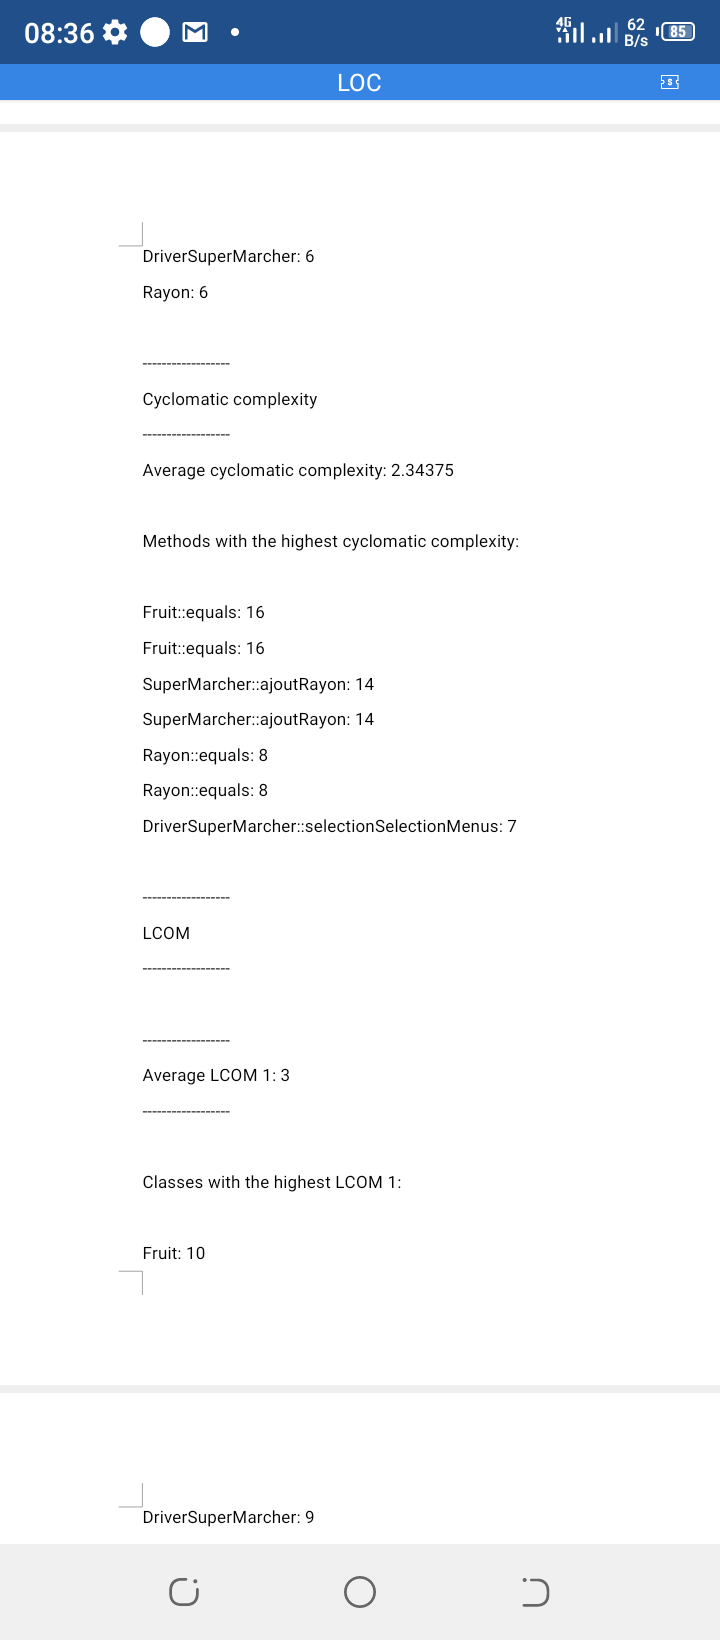 08:36
4G
62
B/s
85
LOC
DriverSuperMarcher: 6
Rayon: 6
------------------
Cyclomatic complexity
------------------
Average cyclomatic complexity: 2.34375
Methods with the highest cyclomatic complexity:
Fruit::equals: 16
Fruit::equals: 16
SuperMarcher::ajoutRayon: 14
SuperMarcher::ajoutRayon: 14
Rayon::equals: 8
Rayon::equals: 8
DriverSuperMarcher::selectionSelectionMenus: 7
------------------
LCOM
------------------
------------------
Average LCOM 1: 3
------------------
Classes with the highest LCOM 1:
Fruit: 10
DriverSuperMarcher: 9